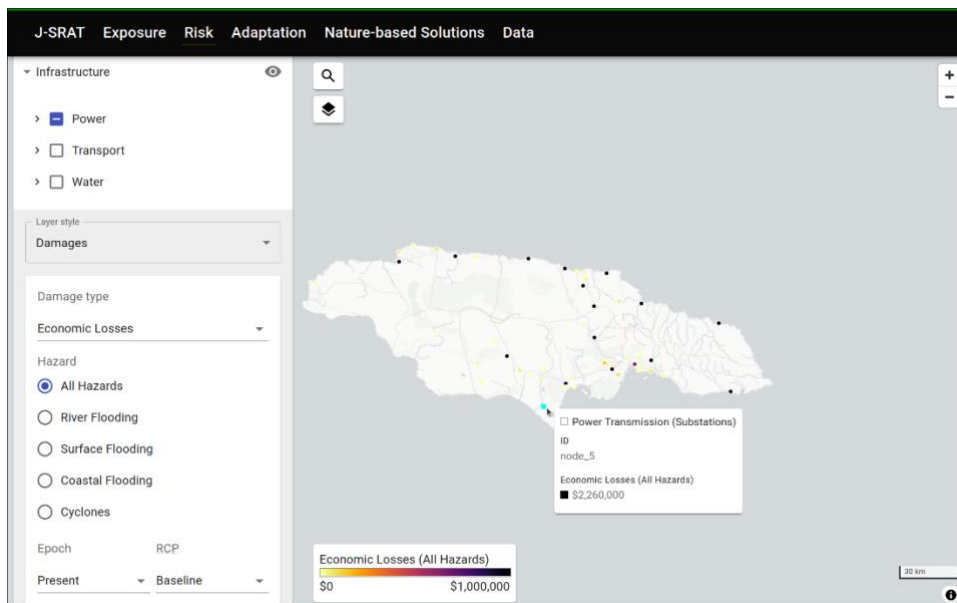 J-SRAT Exposure Risk Adaptation Nature-based Solutions Data
Infrastructure
Power
Transport
Water
Layer style
Damages
Damage type
Economic Losses
Hazard
All Hazards
River Flooding
Surface Flooding
Coastal Flooding
Cyclones
Epoch RCP
Present Baseline
+
−
Power Transmission (Substations)
ID
node_5
Economic Losses (All Hazards)
$2,260,000
Economic Losses (All Hazards)
$0 $1,000,000
30 km